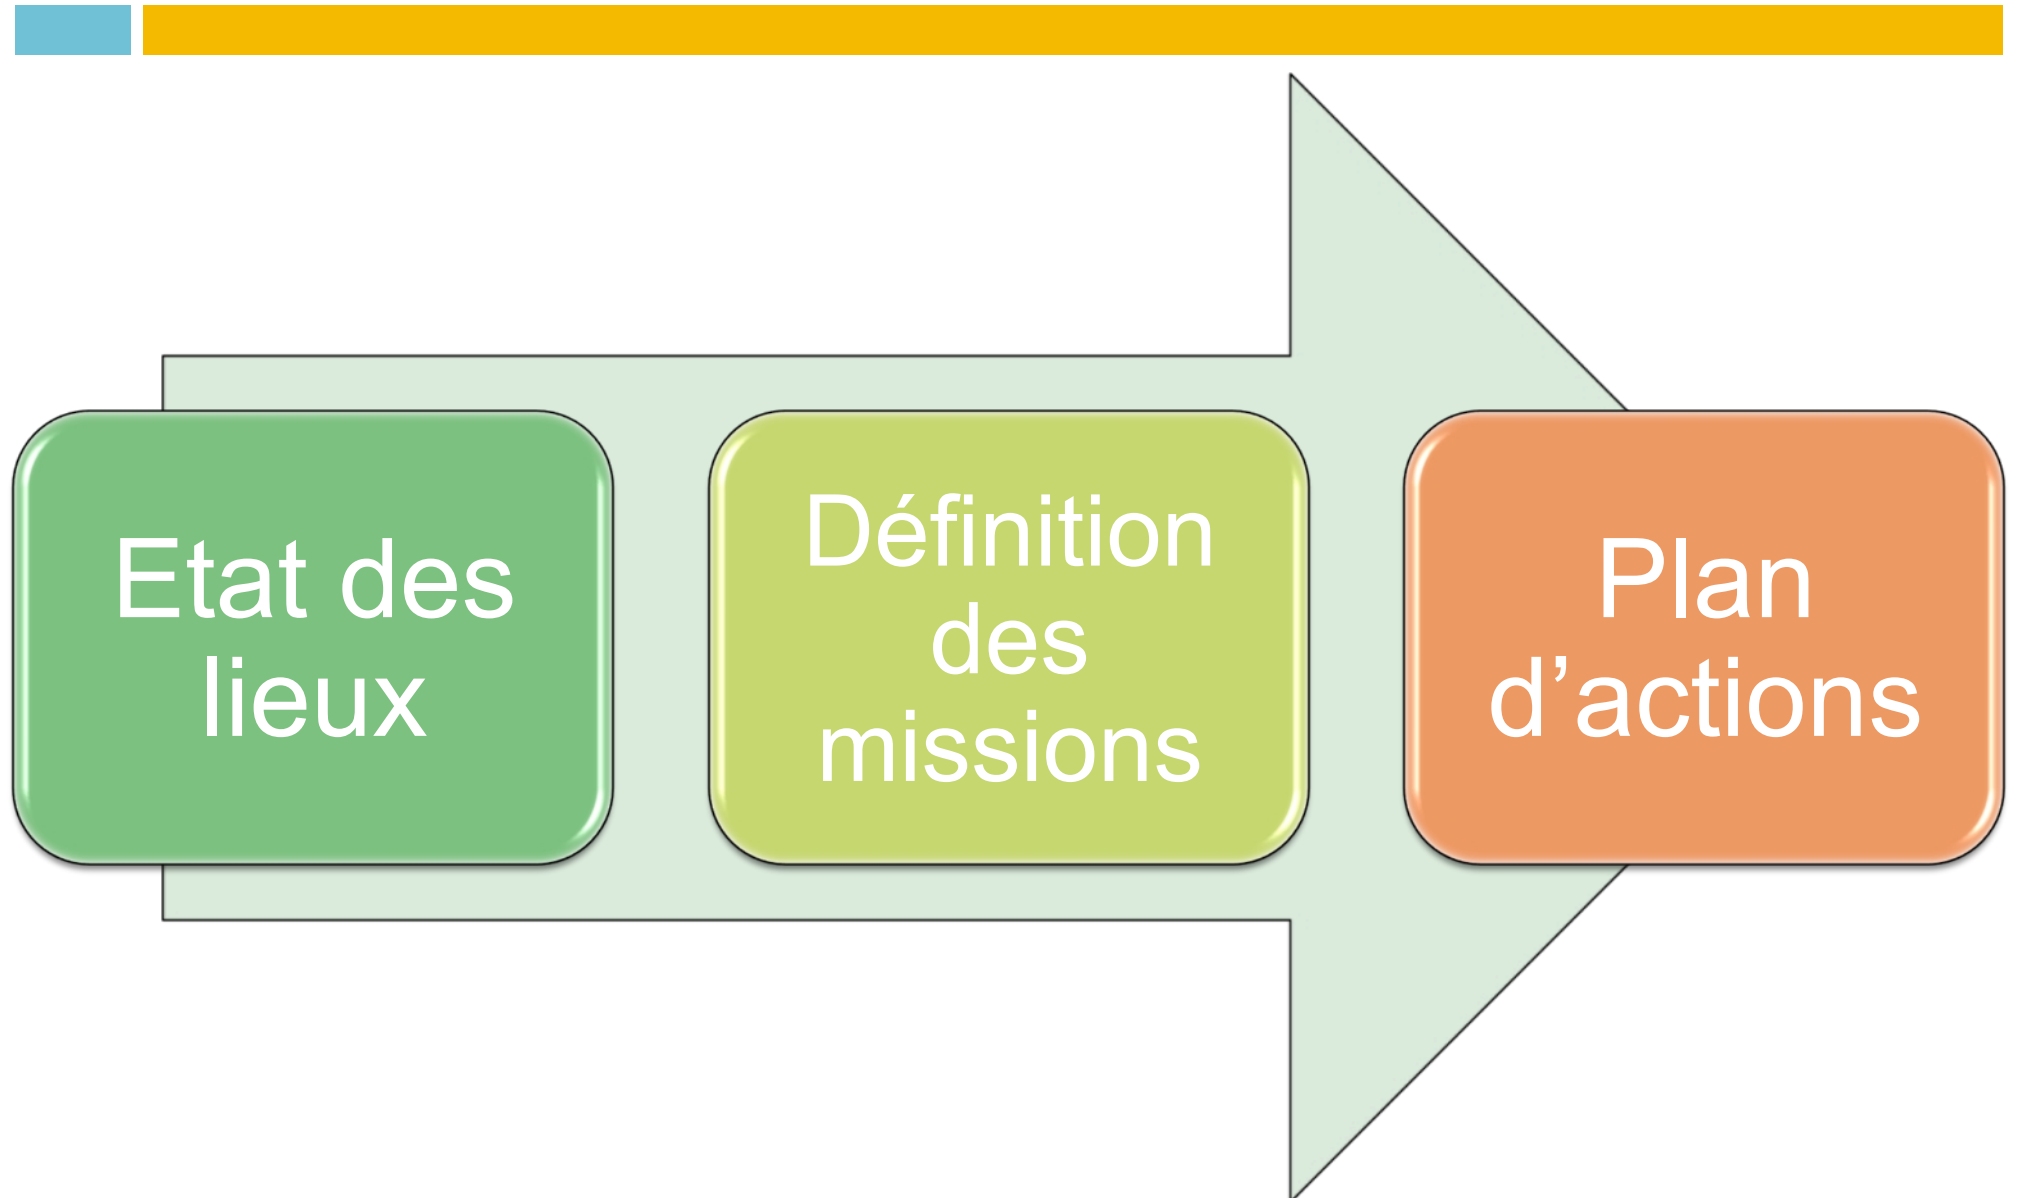 Etat des
lieux
Définition
des
missions
Plan
d’actions